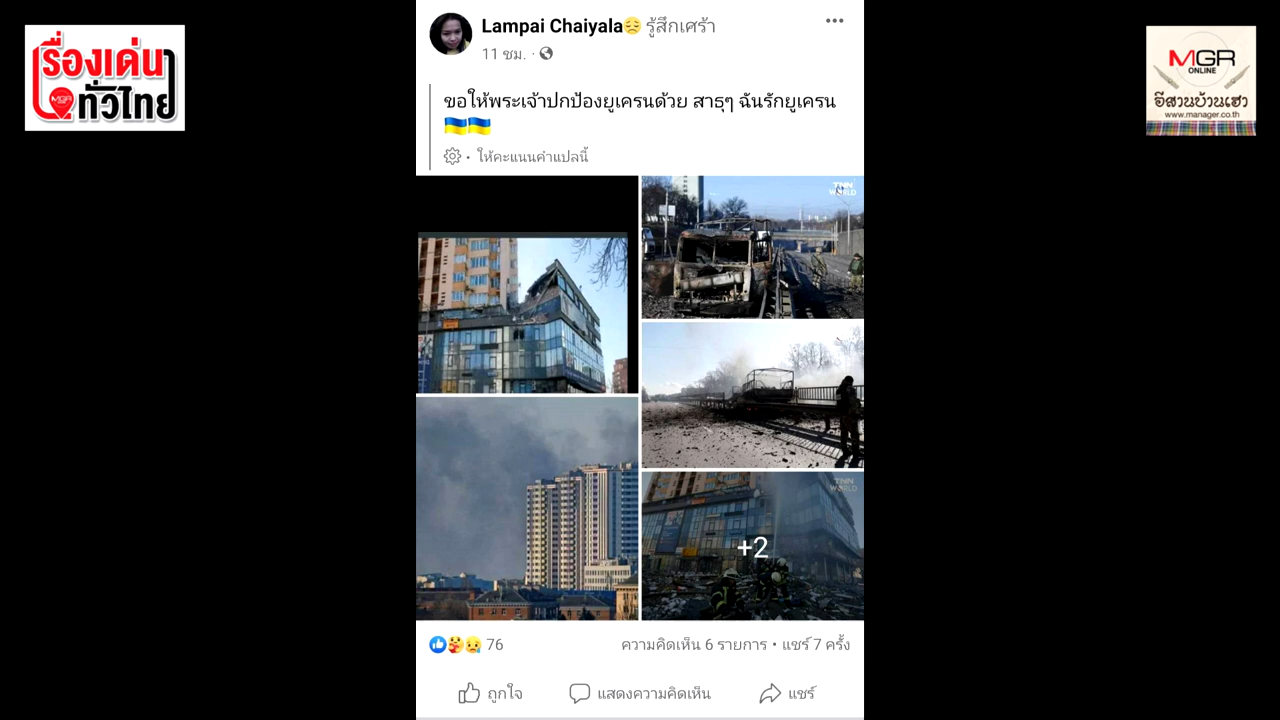 เรื่องเด่น
MGR
ทั่วไทย
MGR
ONLINE
อีสานบ้านเฮา
www.manager.co.th
Lampai Chaiyala😔 รู้สึกเศร้า
11 ชม. ·
ขอให้พระเจ้าปกป้องยูเครนด้วย สาธุๆ ฉันรักยูเครน
🇺🇦🇺🇦
· ให้คะแนนคำแปลนี้
TNN
WORLD
TNN
WORLD
+2
76
ความคิดเห็น 6 รายการ · แชร์ 7 ครั้ง
ถูกใจ
แสดงความคิดเห็น
แชร์